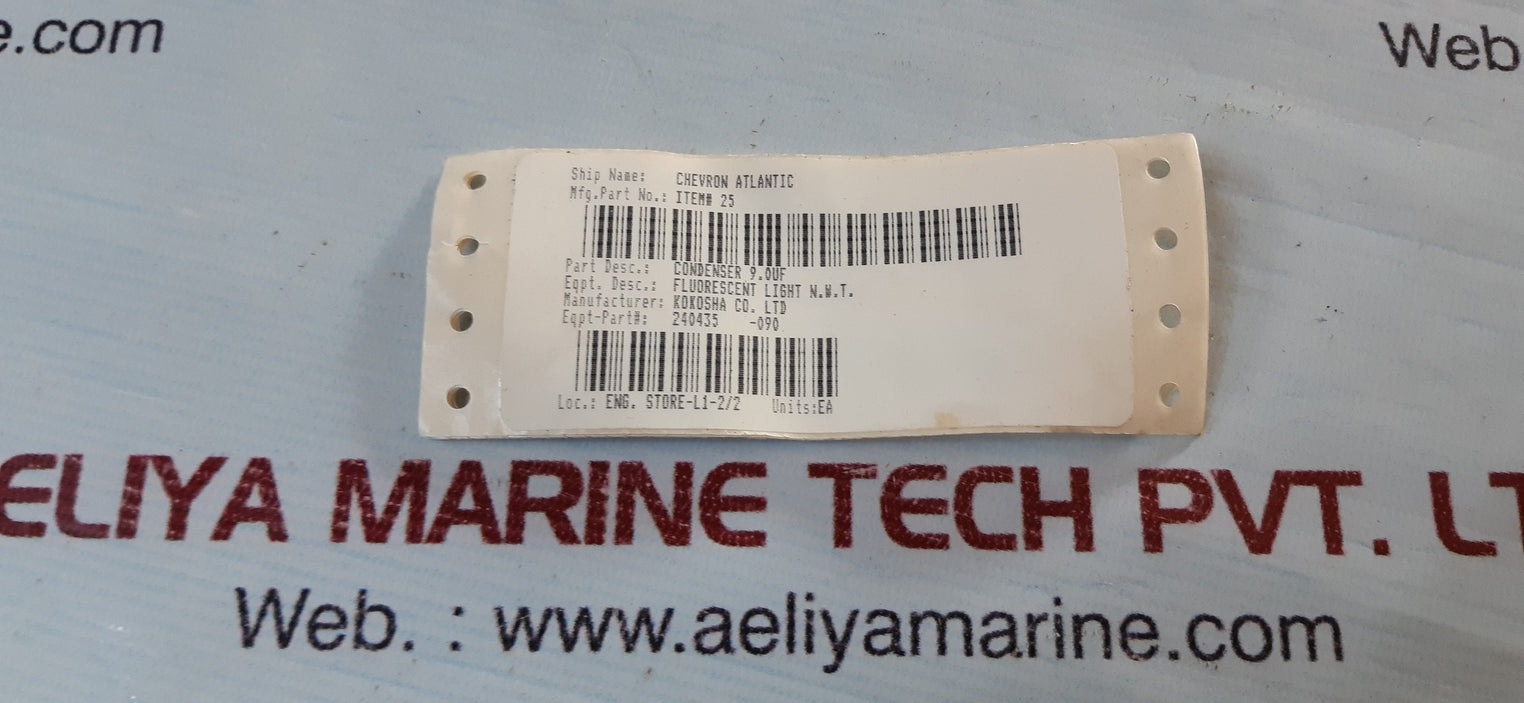 e.com
Web
Ship Name: CHEVRON ATLANTIC
Mfg.Part No.: ITEM# 25
Part Desc.: CONDENSER 9.0UF
Eqpt. Desc.: FLUORESCENT LIGHT N.W.T.
Manufacturer: KOKOSHA CO. LTD
Eqpt-Part#: 240435 -090
Loc.: ENG. STORE-L1-2/2 Units:EA
ELIYA MARINE TECH PVT. LT
Web. : www.aeliyamarine.com